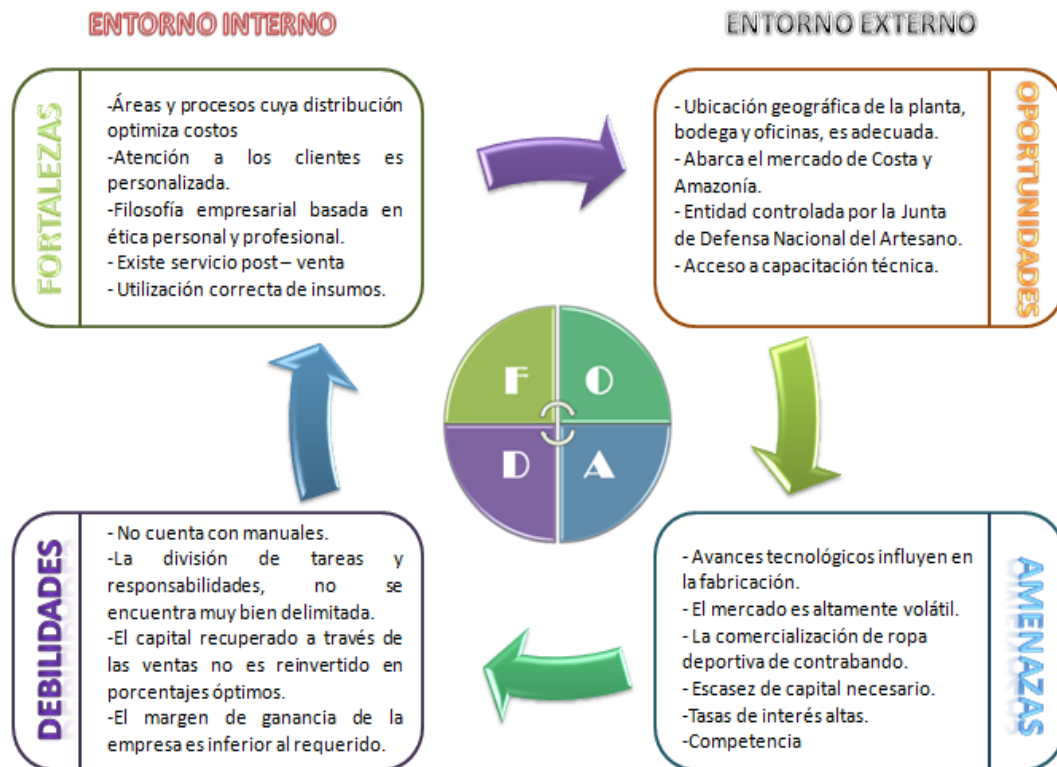 ENTORNO INTERNO
ENTORNO EXTERNO
FORTALEZAS
-Áreas y procesos cuya distribución
optimiza costos
-Atención a los clientes es
personalizada.
-Filosofía empresarial basada en
ética personal y profesional.
- Existe servicio post – venta
- Utilización correcta de insumos.
- Ubicación geográfica de la planta,
bodega y oficinas, es adecuada.
- Abarca el mercado de Costa y
Amazonía.
- Entidad controlada por la Junta
de Defensa Nacional del Artesano.
- Acceso a capacitación técnica.
OPORTUNIDADES
F
O
D
A
DEBILIDADES
- No cuenta con manuales.
- La división de tareas y
responsabilidades, no se
encuentra muy bien delimitada.
-El capital recuperado a través de
las ventas no es reinvertido en
porcentajes óptimos.
-El margen de ganancia de la
empresa es inferior al requerido.
- Avances tecnológicos influyen en
la fabricación.
- El mercado es altamente volátil.
- La comercialización de ropa
deportiva de contrabando.
- Escasez de capital necesario.
-Tasas de interés altas.
-Competencia
AMENAZAS